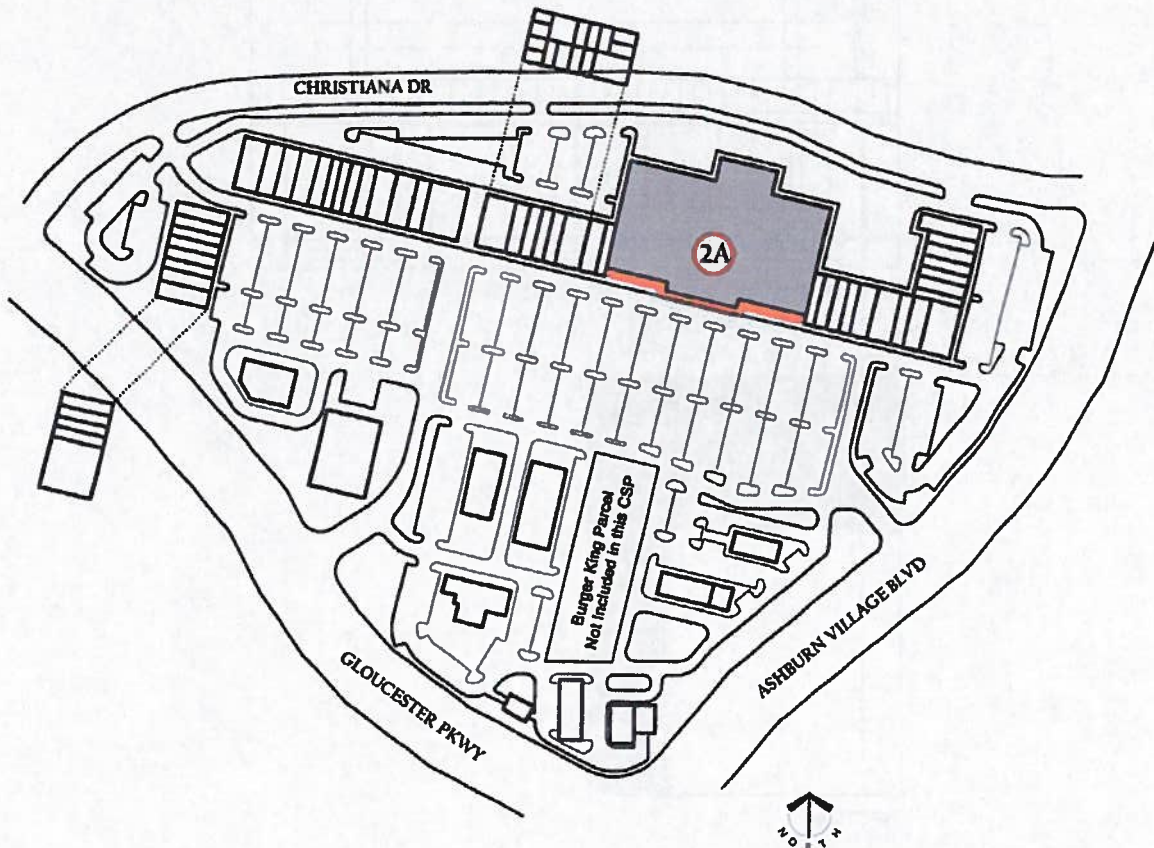 CHRISTIANA DR
2A
Burger King Parcel
Not Included in this CSP
ASHBURN VILLAGE BLVD
GLOUCESTER PKWY
NORTH